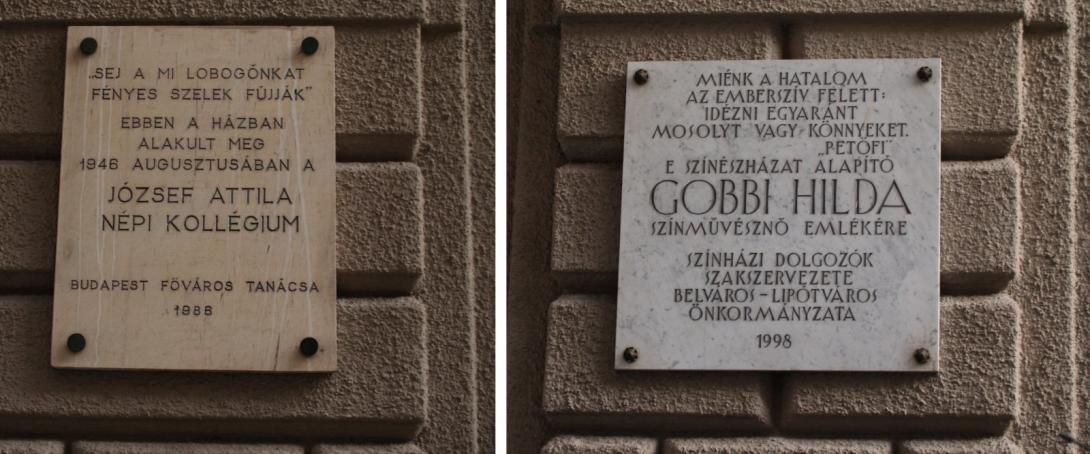 „SEJ A MI LOBOGÓNKAT
FÉNYES SZELEK FÚJJÁK”
EBBEN A HÁZBAN
ALAKULT MEG
1946 AUGUSZTUSÁBAN A
JÓZSEF ATTILA
NÉPI KOLLÉGIUM
BUDAPEST FŐVÁROS TANÁCSA
1986
MIÉNK A HATALOM
AZ EMBERSZÍV FELETT:
IDÉZNI EGYARÁNT
MOSOLYT VAGY KÖNNYEKET.
PETŐFI
E SZÍNÉSZHÁZAT ALAPÍTÓ
GOBBI HILDA
SZÍNMŰVÉSZNŐ EMLÉKÉRE
SZÍNHÁZI DOLGOZÓK
SZAKSZERVEZETE
BELVÁROS-LIPÓTVÁROS
ÖNKORMÁNYZATA
1998